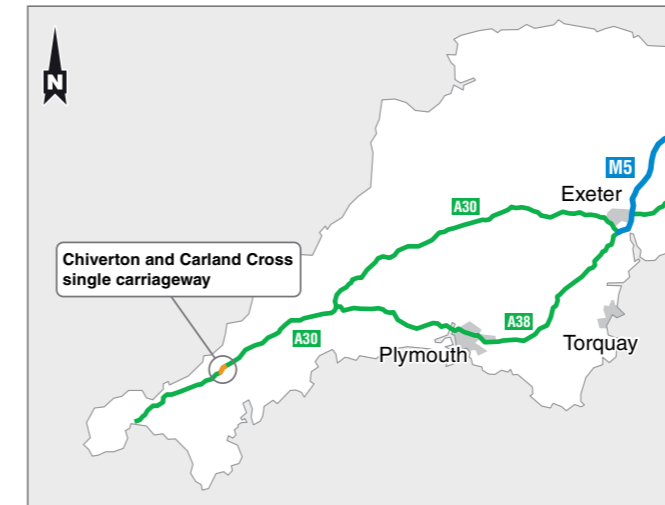 N
M5
Exeter
A30
Chiverton and Carland Cross
single carriageway
A30
A38
Plymouth
Torquay